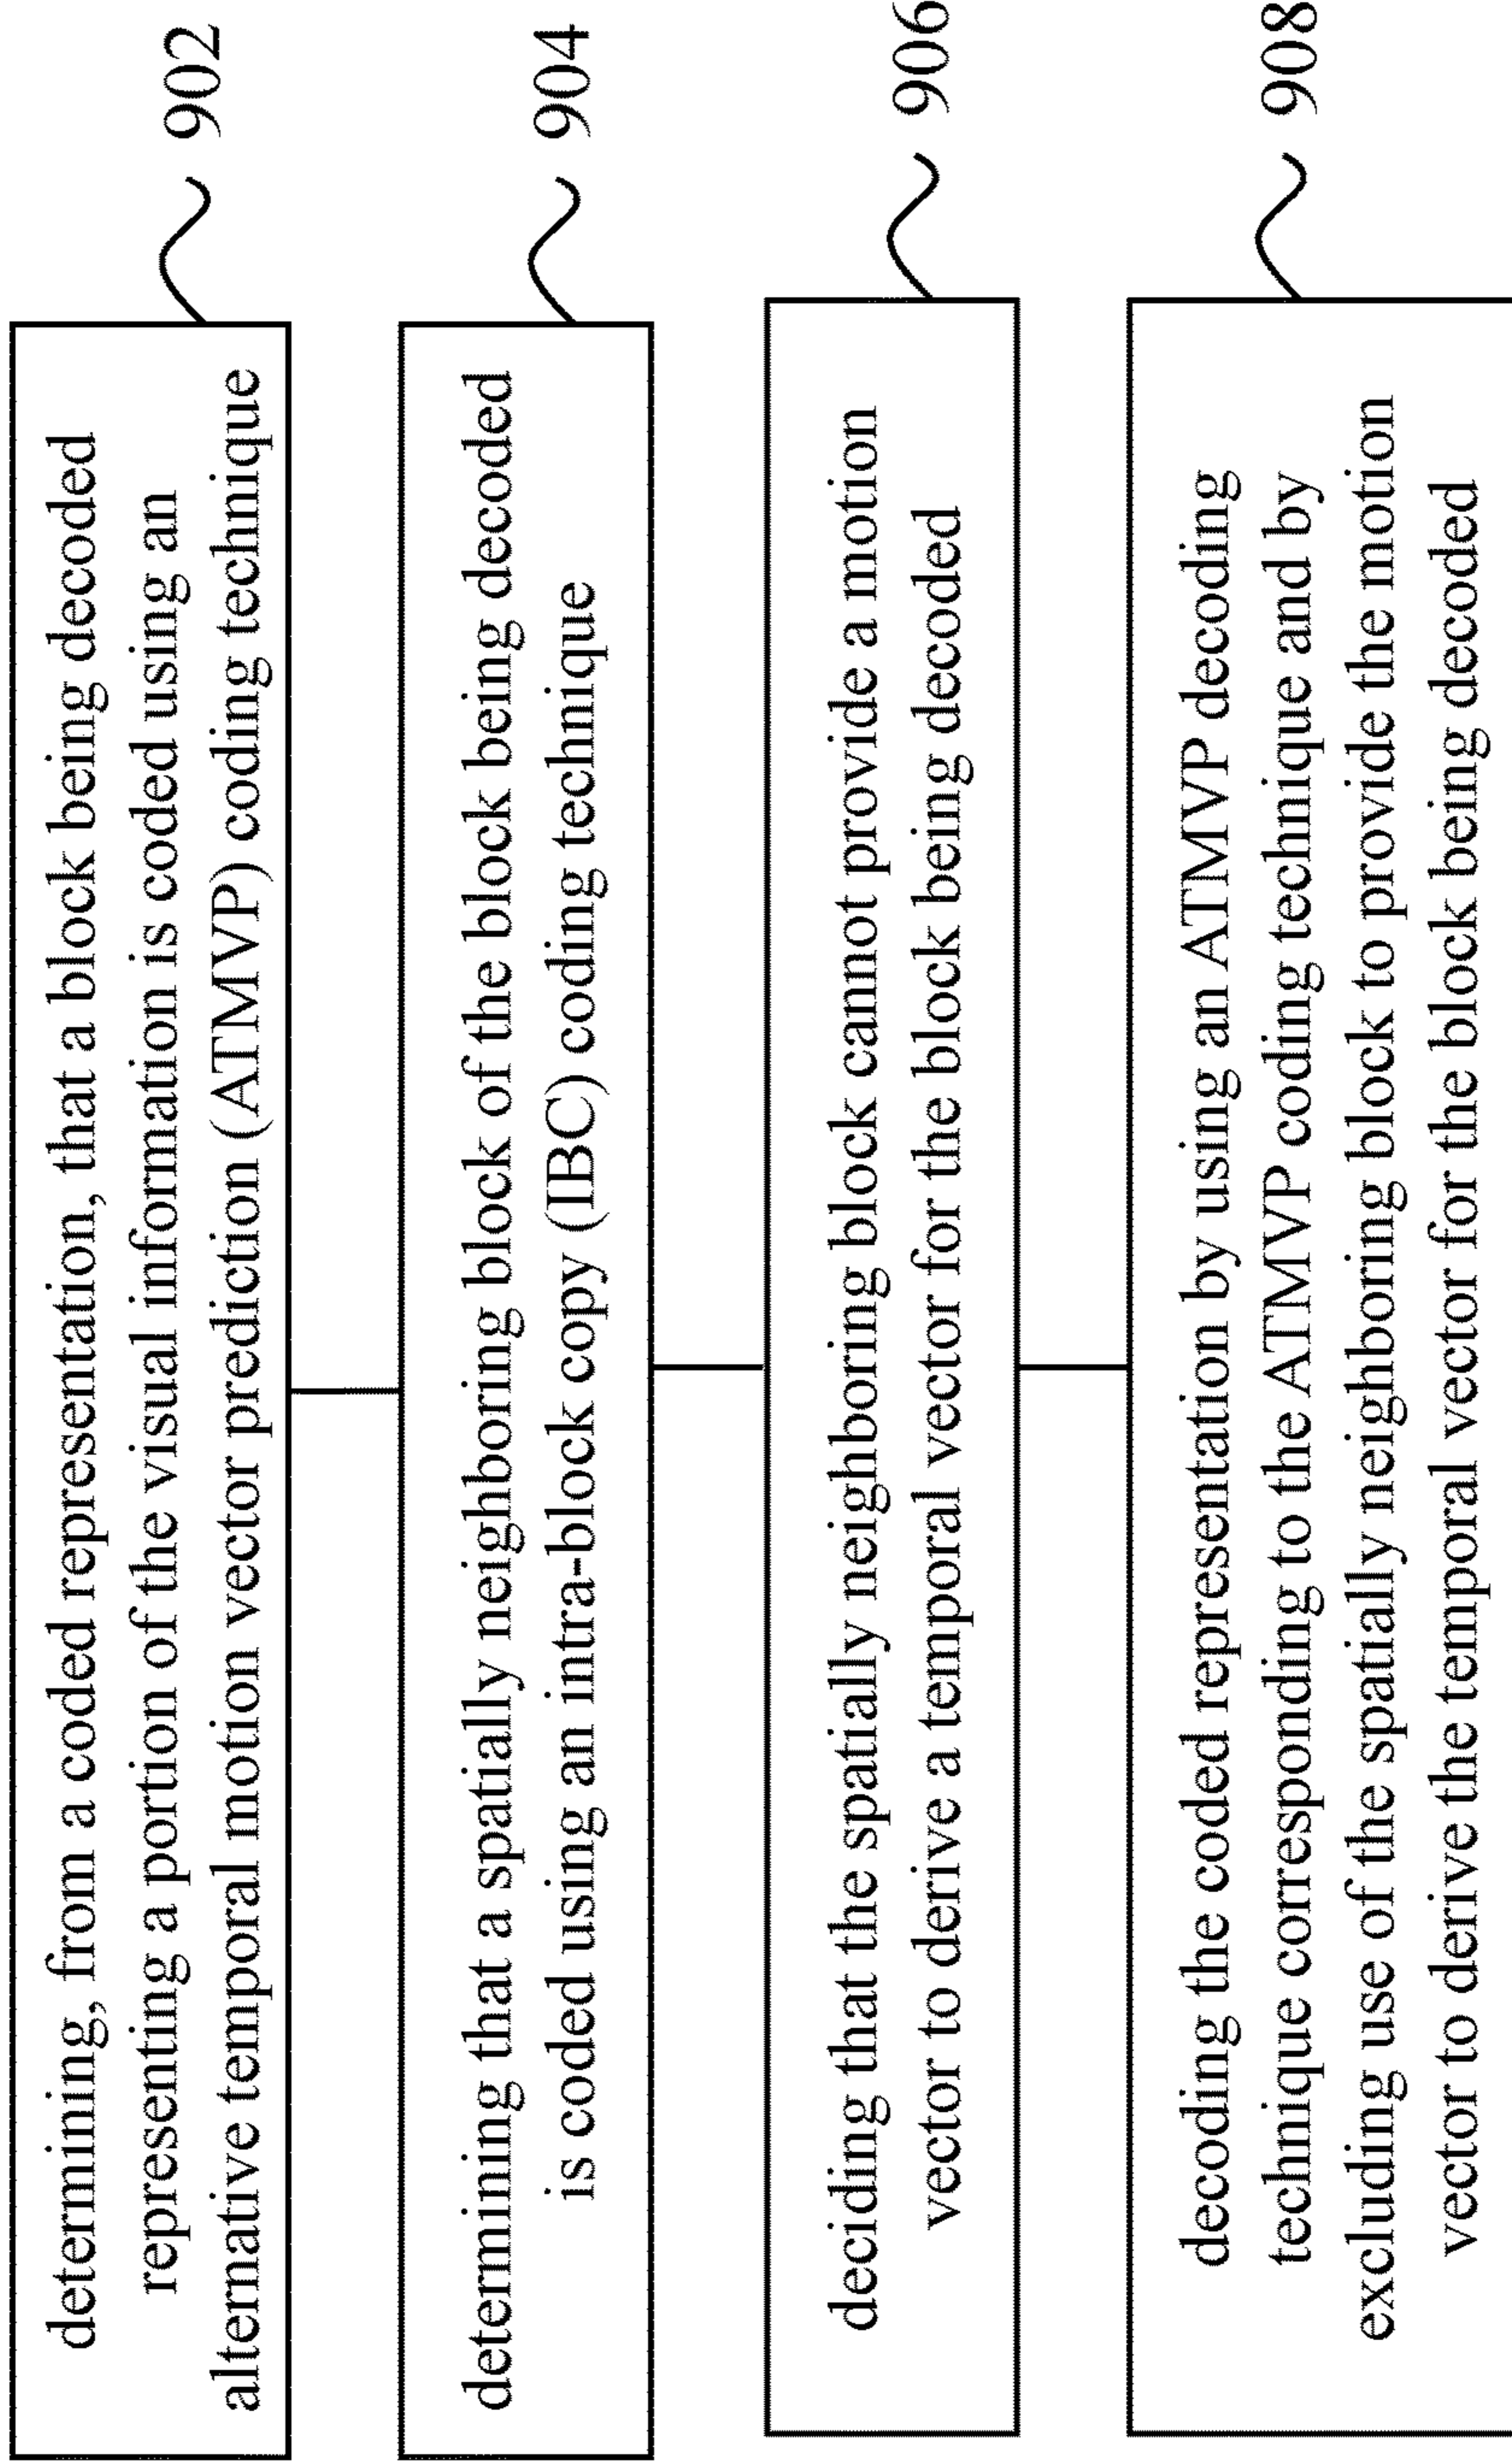 determining, from a coded representation, that a block being decoded
representing a portion of the visual information is coded using an
alternative temporal motion vector prediction (ATMVP) coding technique
902
determining that a spatially neighboring block of the block being decoded
is coded using an intra-block copy (IBC) coding technique
904
deciding that the spatially neighboring block cannot provide a motion
vector to derive a temporal vector for the block being decoded
906
decoding the coded representation by using an ATMVP decoding
technique corresponding to the ATMVP coding technique and by
excluding use of the spatially neighboring block to provide the motion
vector to derive the temporal vector for the block being decoded
908